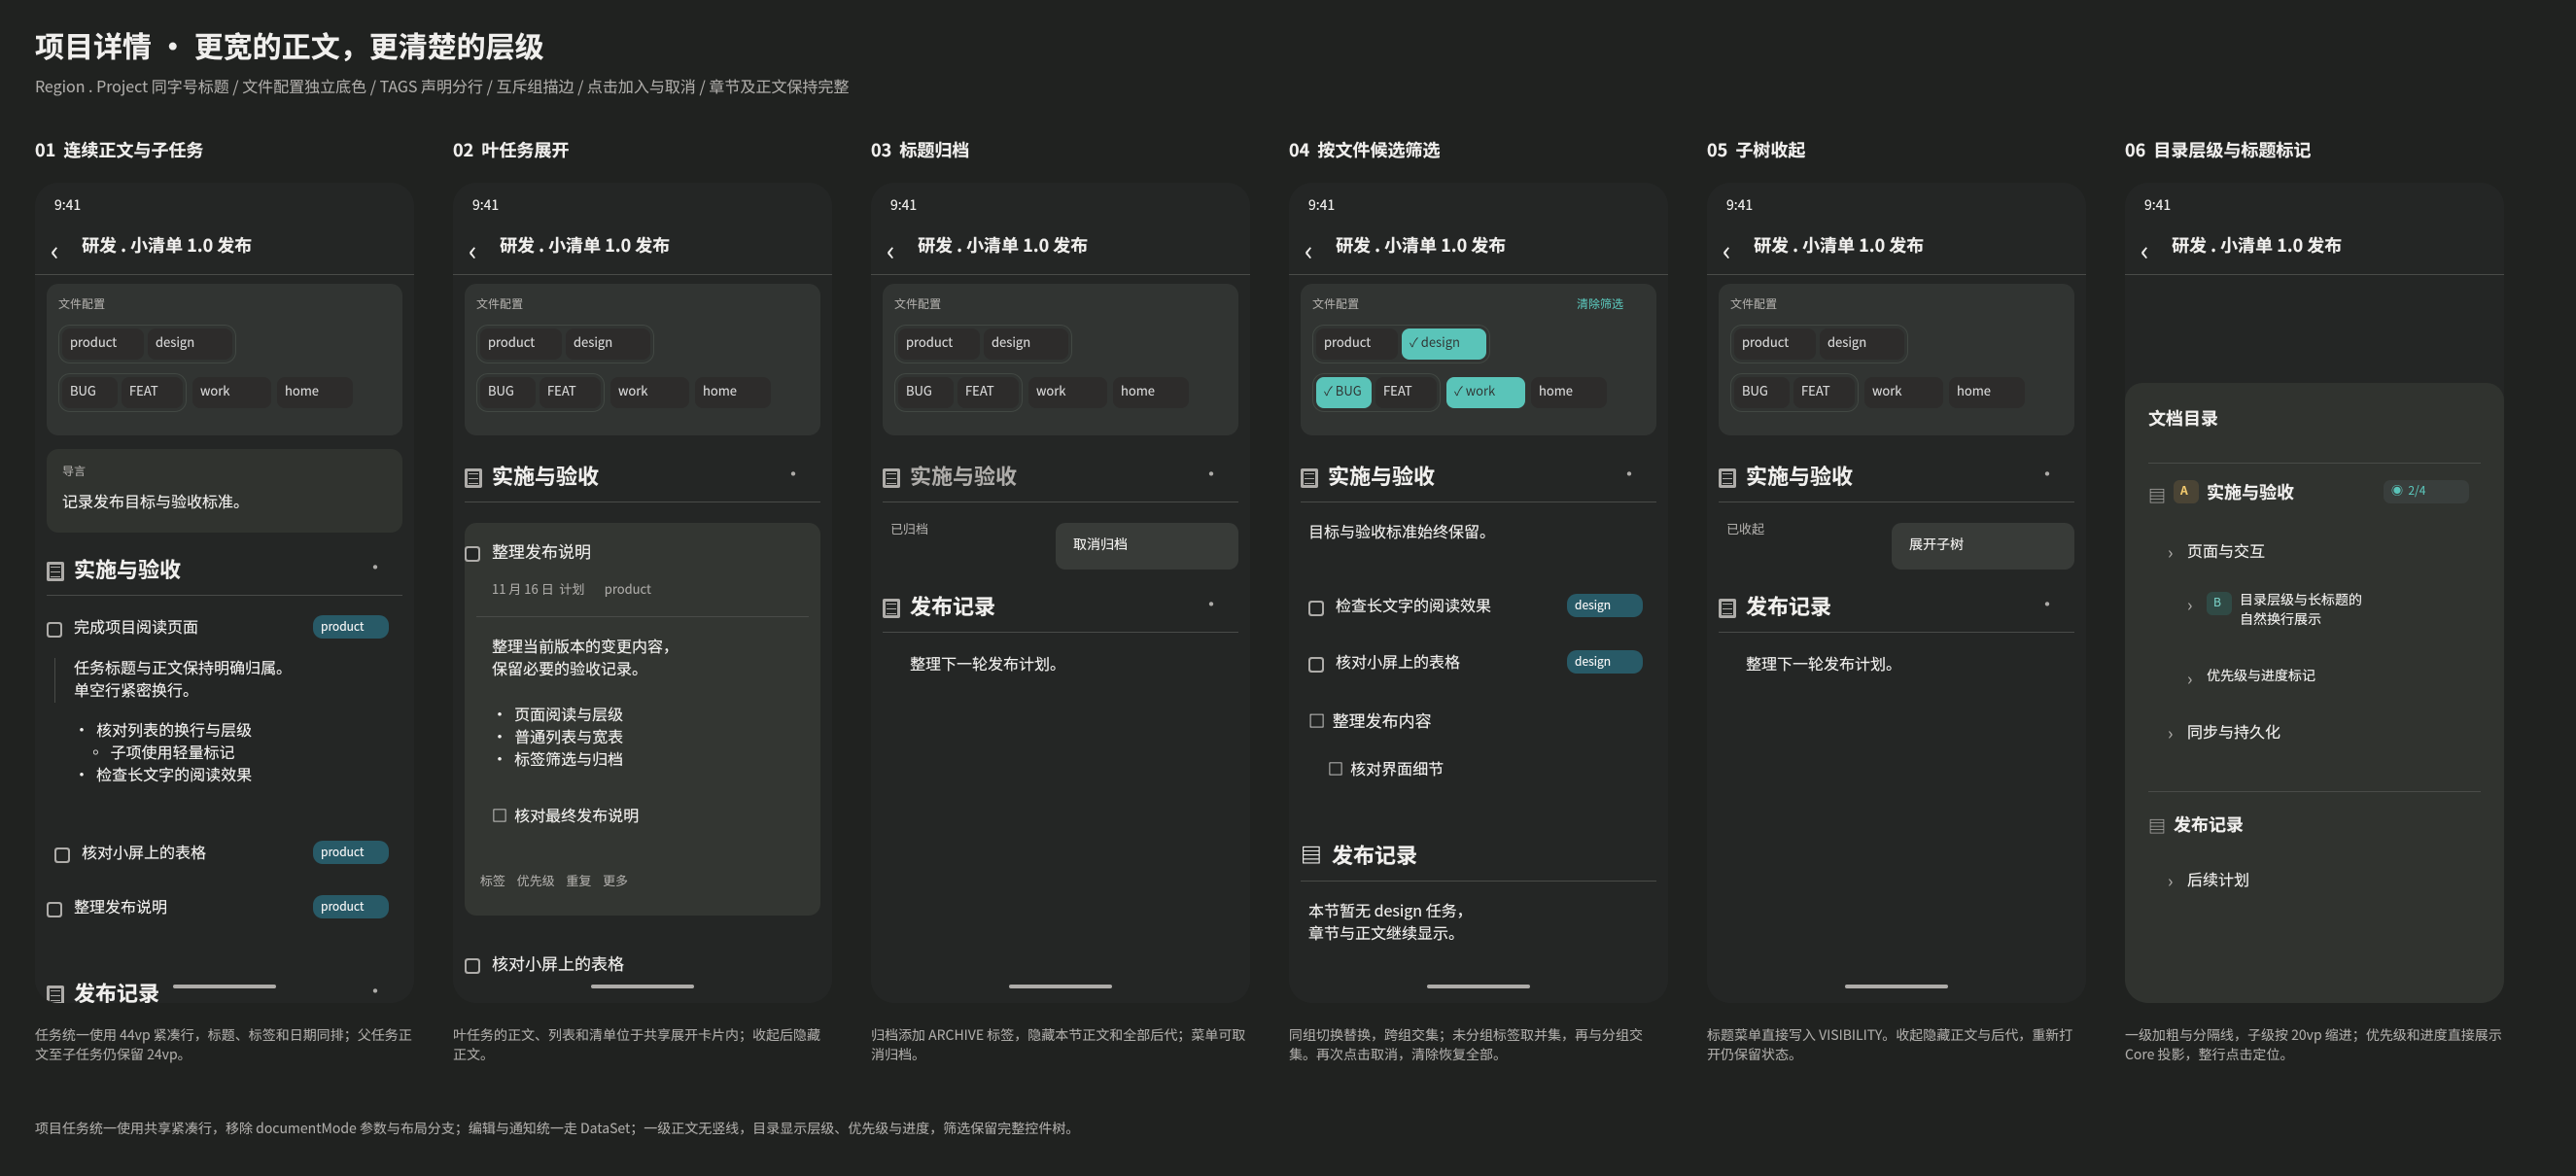 项目详情 · 更宽的正文，更清楚的层级
Region . Project 同字号标题 / 文件配置独立底色 / TAGS 声明分行 / 互斥组描边 / 点击加入与取消 / 章节及正文保持完整
01 连续正文与子任务
9:41
研发 . 小清单 1.0 发布
文件配置
product design
BUG FEAT work home
导言
记录发布目标与验收标准。
实施与验收
完成项目阅读页面 product
任务标题与正文保持明确归属。
单空行紧密换行。
• 核对列表的换行与层级
◦ 子项使用轻量标记
• 检查长文字的阅读效果
核对小屏上的表格 product
整理发布说明 product
发布记录
任务统一使用 44vp 紧凑行，标题、标签和日期同排；父任务正
文至子任务仍保留 24vp。
02 叶任务展开
9:41
研发 . 小清单 1.0 发布
文件配置
product design
BUG FEAT work home
实施与验收
整理发布说明
11 月 16 日 计划 product
整理当前版本的变更内容，
保留必要的验收记录。
• 页面阅读与层级
• 普通列表与宽表
• 标签筛选与归档
☐ 核对最终发布说明
标签 优先级 重复 更多
核对小屏上的表格
叶任务的正文、列表和清单位于共享展开卡片内；收起后隐藏
正文。
03 标题归档
9:41
研发 . 小清单 1.0 发布
文件配置
product design
BUG FEAT work home
实施与验收
已归档 取消归档
发布记录
整理下一轮发布计划。
归档添加 ARCHIVE 标签，隐藏本节正文和全部后代；菜单可取
消归档。
04 按文件候选筛选
9:41
研发 . 小清单 1.0 发布
文件配置 清除筛选
product ✓ design
✓ BUG FEAT ✓ work home
实施与验收
目标与验收标准始终保留。
检查长文字的阅读效果 design
核对小屏上的表格 design
☐ 整理发布内容
☐ 核对界面细节
发布记录
本节暂无 design 任务，
章节与正文继续显示。
同组切换替换，跨组交集；未分组标签取并集，再与分组交
集。再次点击取消，清除恢复全部。
05 子树收起
9:41
研发 . 小清单 1.0 发布
文件配置
product design
BUG FEAT work home
实施与验收
已收起 展开子树
发布记录
整理下一轮发布计划。
标题菜单直接写入 VISIBILITY。收起隐藏正文与后代，重新打
开仍保留状态。
06 目录层级与标题标记
9:41
研发 . 小清单 1.0 发布
文档目录
A 实施与验收 ◉ 2/4
› 页面与交互
› B 目录层级与长标题的
自然换行展示
› 优先级与进度标记
› 同步与持久化
发布记录
› 后续计划
一级加粗与分隔线，子级按 20vp 缩进；优先级和进度直接展示
Core 投影，整行点击定位。
项目任务统一使用共享紧凑行，移除 documentMode 参数与布局分支；编辑与通知统一走 DataSet；一级正文无竖线，目录显示层级、优先级与进度，筛选保留完整控件树。